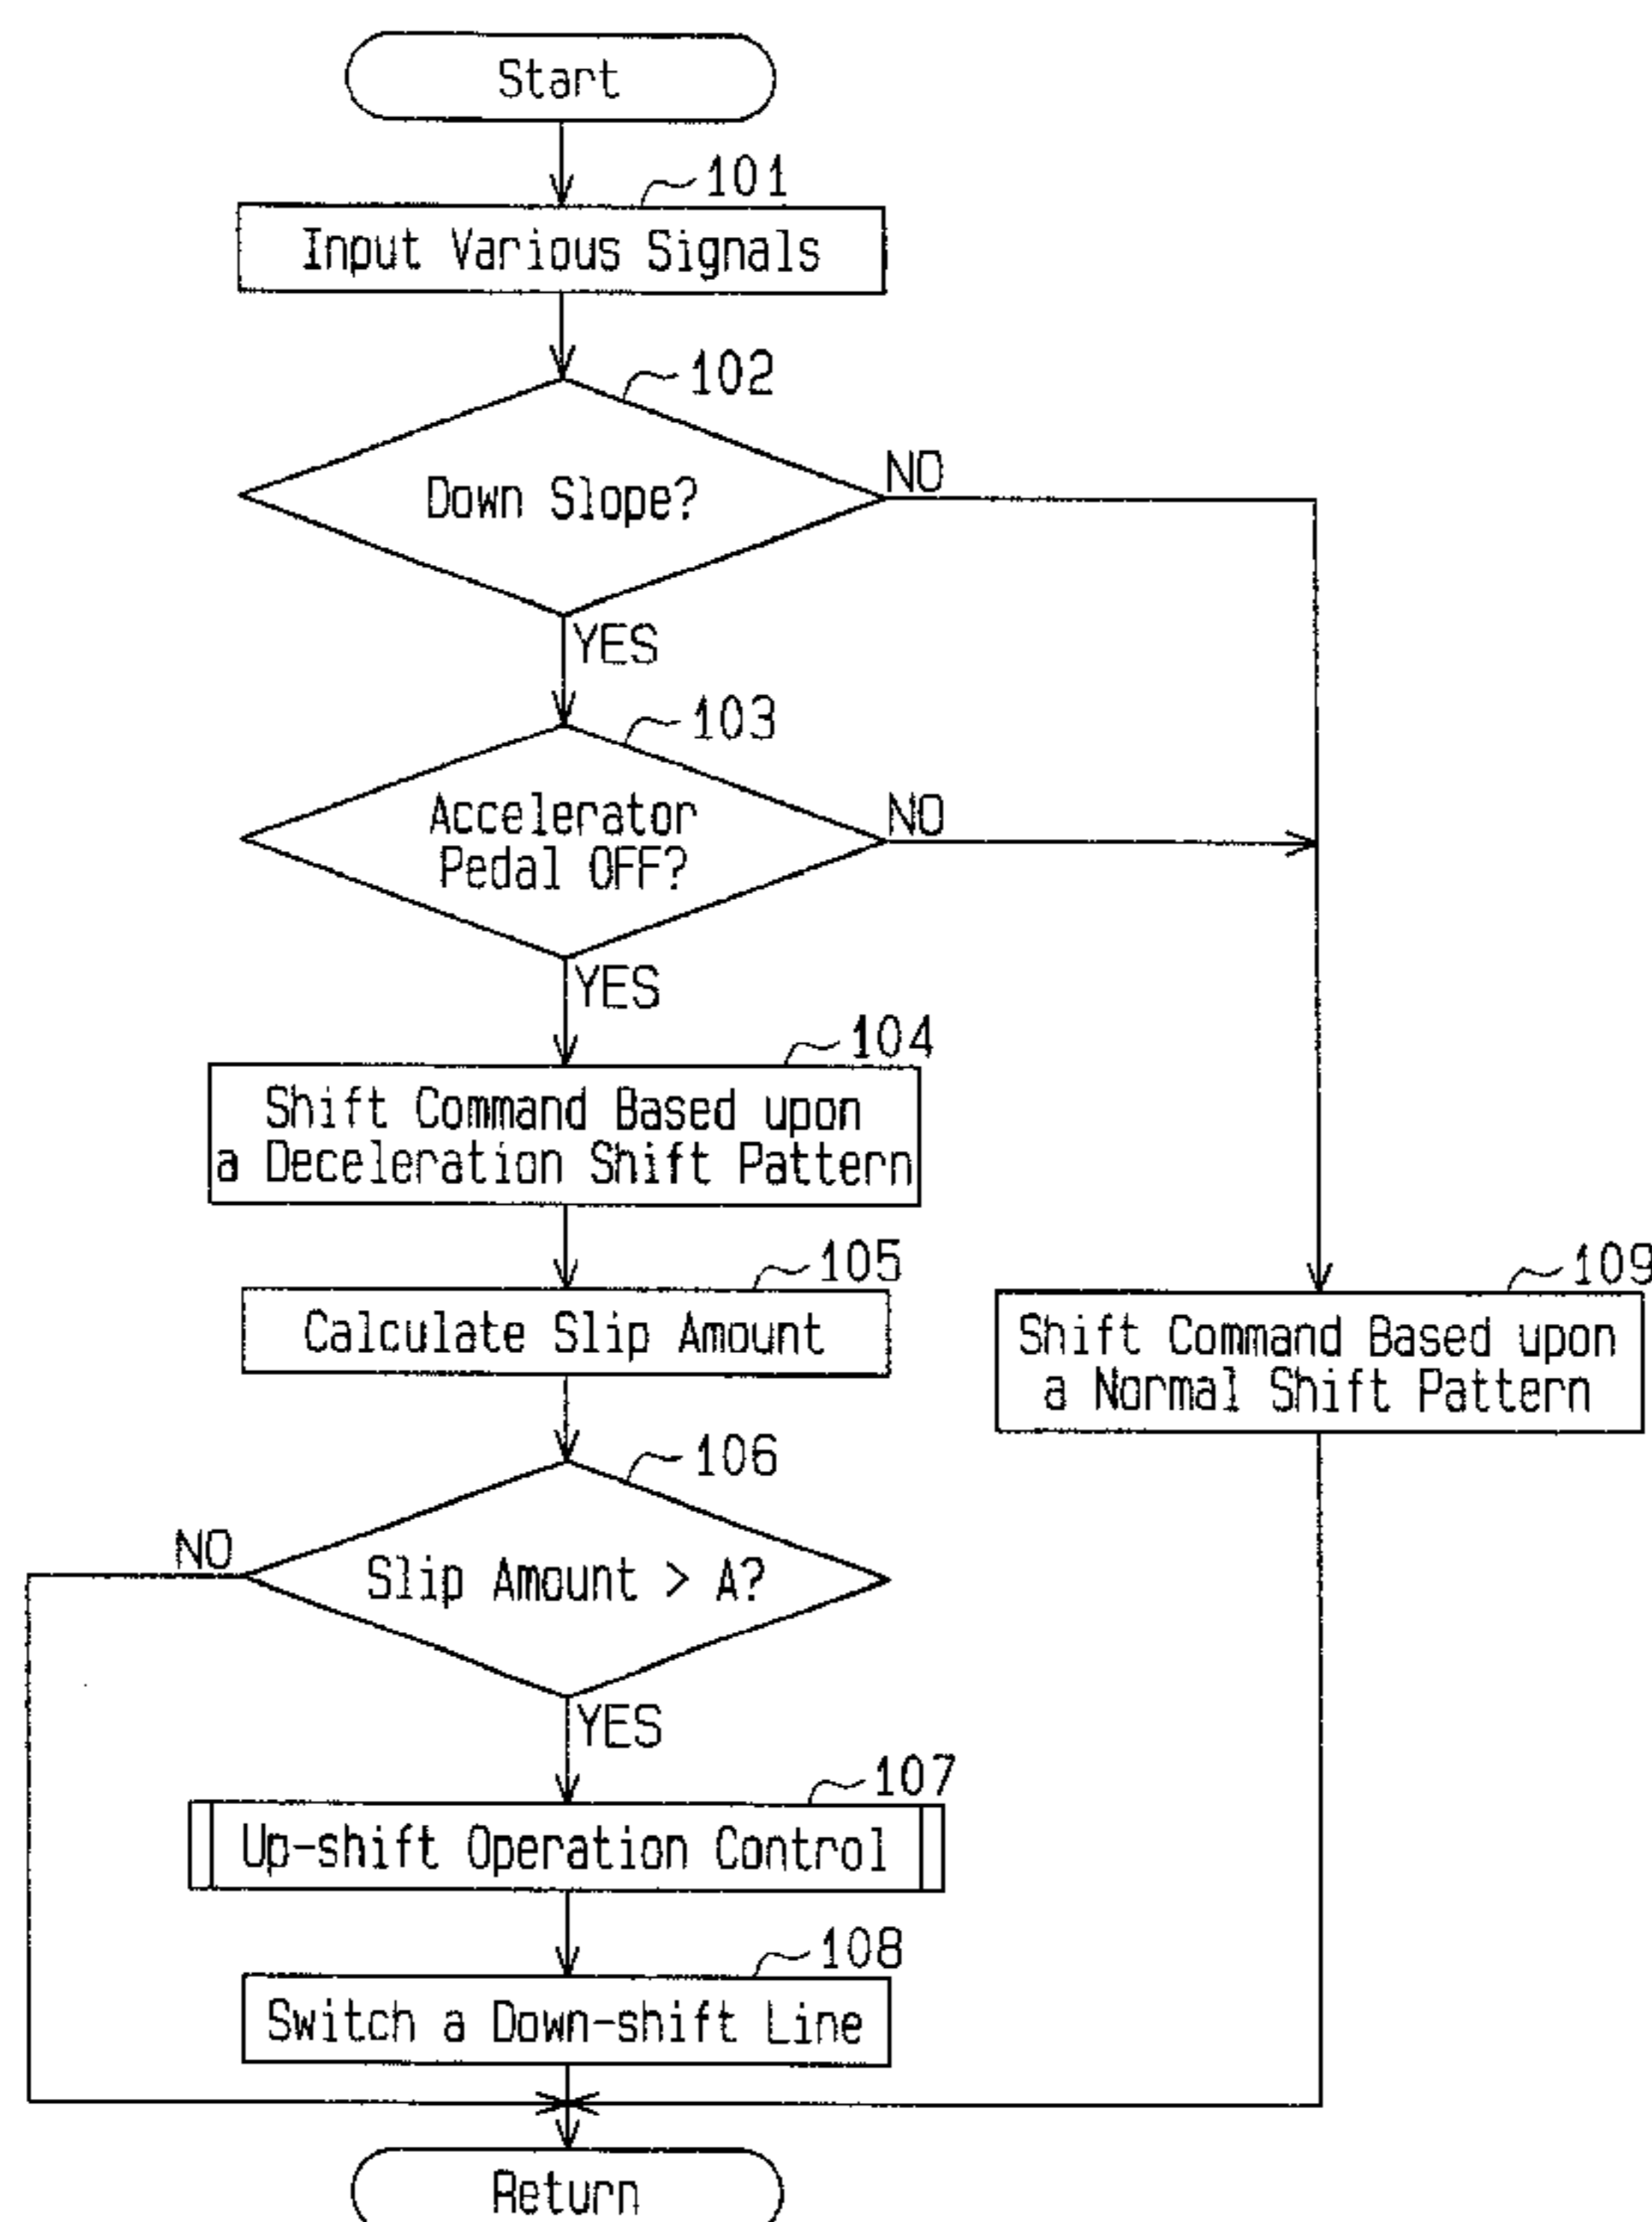 Start
101
Input Various Signals
102
Down Slope?
NO
YES
103
Accelerator
Pedal OFF?
NO
YES
104
Shift Command Based upon
a Deceleration Shift Pattern
105
Calculate Slip Amount
109
Shift Command Based upon
a Normal Shift Pattern
106
Slip Amount > A?
NO
YES
107
Up-shift Operation Control
108
Switch a Down-shift Line
Return